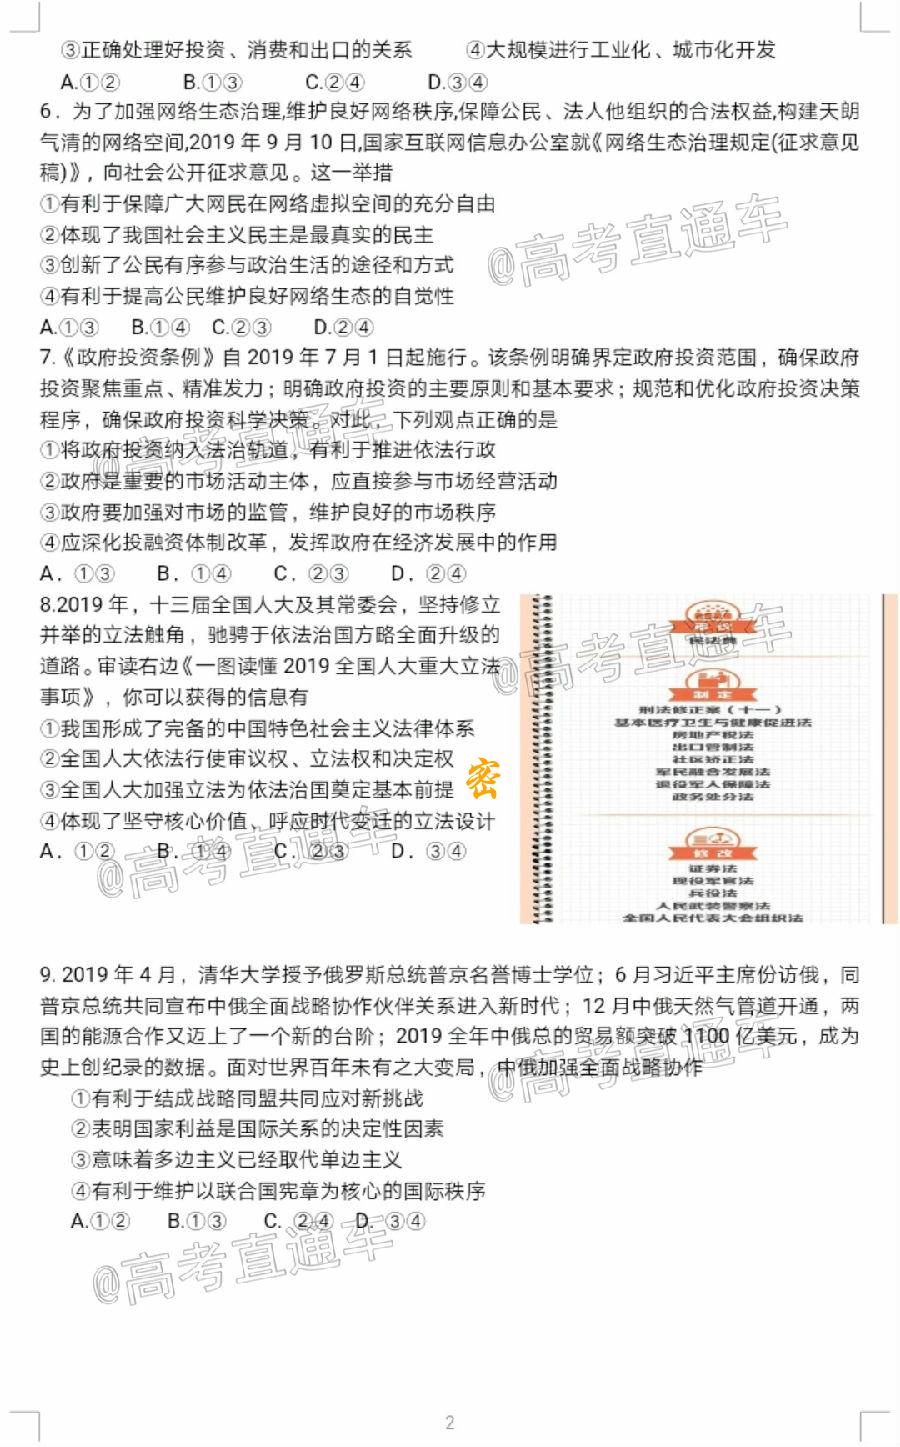 ③正确处理好投资、消费和出口的关系 ④大规模进行工业化、城市化开发
A.①② B.①③ C.②④ D.③④
6. 为了加强网络生态治理,维护良好网络秩序,保障公民、法人他组织的合法权益,构建天朗
气清的网络空间,2019 年 9 月 10 日,国家互联网信息办公室就《网络生态治理规定(征求意见
稿)》，向社会公开征求意见。这一举措
①有利于保障广大网民在网络虚拟空间的充分自由
②体现了我国社会主义民主是最真实的民主
③创新了公民有序参与政治生活的途径和方式
④有利于提高公民维护良好网络生态的自觉性
A.①③ B.①④ C.②③ D.②④
@高考直通车
7.《政府投资条例》自 2019 年 7 月 1 日起施行。该条例明确界定政府投资范围，确保政府
投资聚焦重点、精准发力；明确政府投资的主要原则和基本要求；规范和优化政府投资决策
程序，确保政府投资科学决策。对此，下列观点正确的是
①将政府投资纳入法治轨道，有利于推进依法行政
②政府是重要的市场活动主体，应直接参与市场经营活动
③政府要加强对市场的监管，维护良好的市场秩序
④应深化投融资体制改革，发挥政府在经济发展中的作用
A．①③ B．①④ C．②③ D．②④
@高考直通车
8.2019 年，十三届全国人大及其常委会，坚持修立
并举的立法触角，驰骋于依法治国方略全面升级的
道路。审读右边《一图读懂 2019 全国人大重大立法
事项》，你可以获得的信息有
①我国形成了完备的中国特色社会主义法律体系
②全国人大依法行使审议权、立法权和决定权
③全国人大加强立法为依法治国奠定基本前提
④体现了坚守核心价值、呼应时代变迁的立法设计
A．①② B．①④ C．②③ D．③④
密
@高考直通车
审议
民法典
制定
刑法修正案（十一）
基本医疗卫生与健康促进法
房地产税法
出口管制法
社区矫正法
军民融合发展法
退役军人保障法
政务处分法
修改
证券法
现役军官法
兵役法
人民武装警察法
全国人民代表大会组织法
@高考直通车
9. 2019 年 4 月，清华大学授予俄罗斯总统普京名誉博士学位；6 月习近平主席份访俄，同
普京总统共同宣布中俄全面战略协作伙伴关系进入新时代；12 月中俄天然气管道开通，两
国的能源合作又迈上了一个新的台阶；2019 全年中俄总的贸易额突破 1100 亿美元，成为
史上创纪录的数据。面对世界百年未有之大变局，中俄加强全面战略协作
①有利于结成战略同盟共同应对新挑战
②表明国家利益是国际关系的决定性因素
③意味着多边主义已经取代单边主义
④有利于维护以联合国宪章为核心的国际秩序
A.①② B.①③ C. ②④ D. ③④
@高考直通车
@高考直通车
2